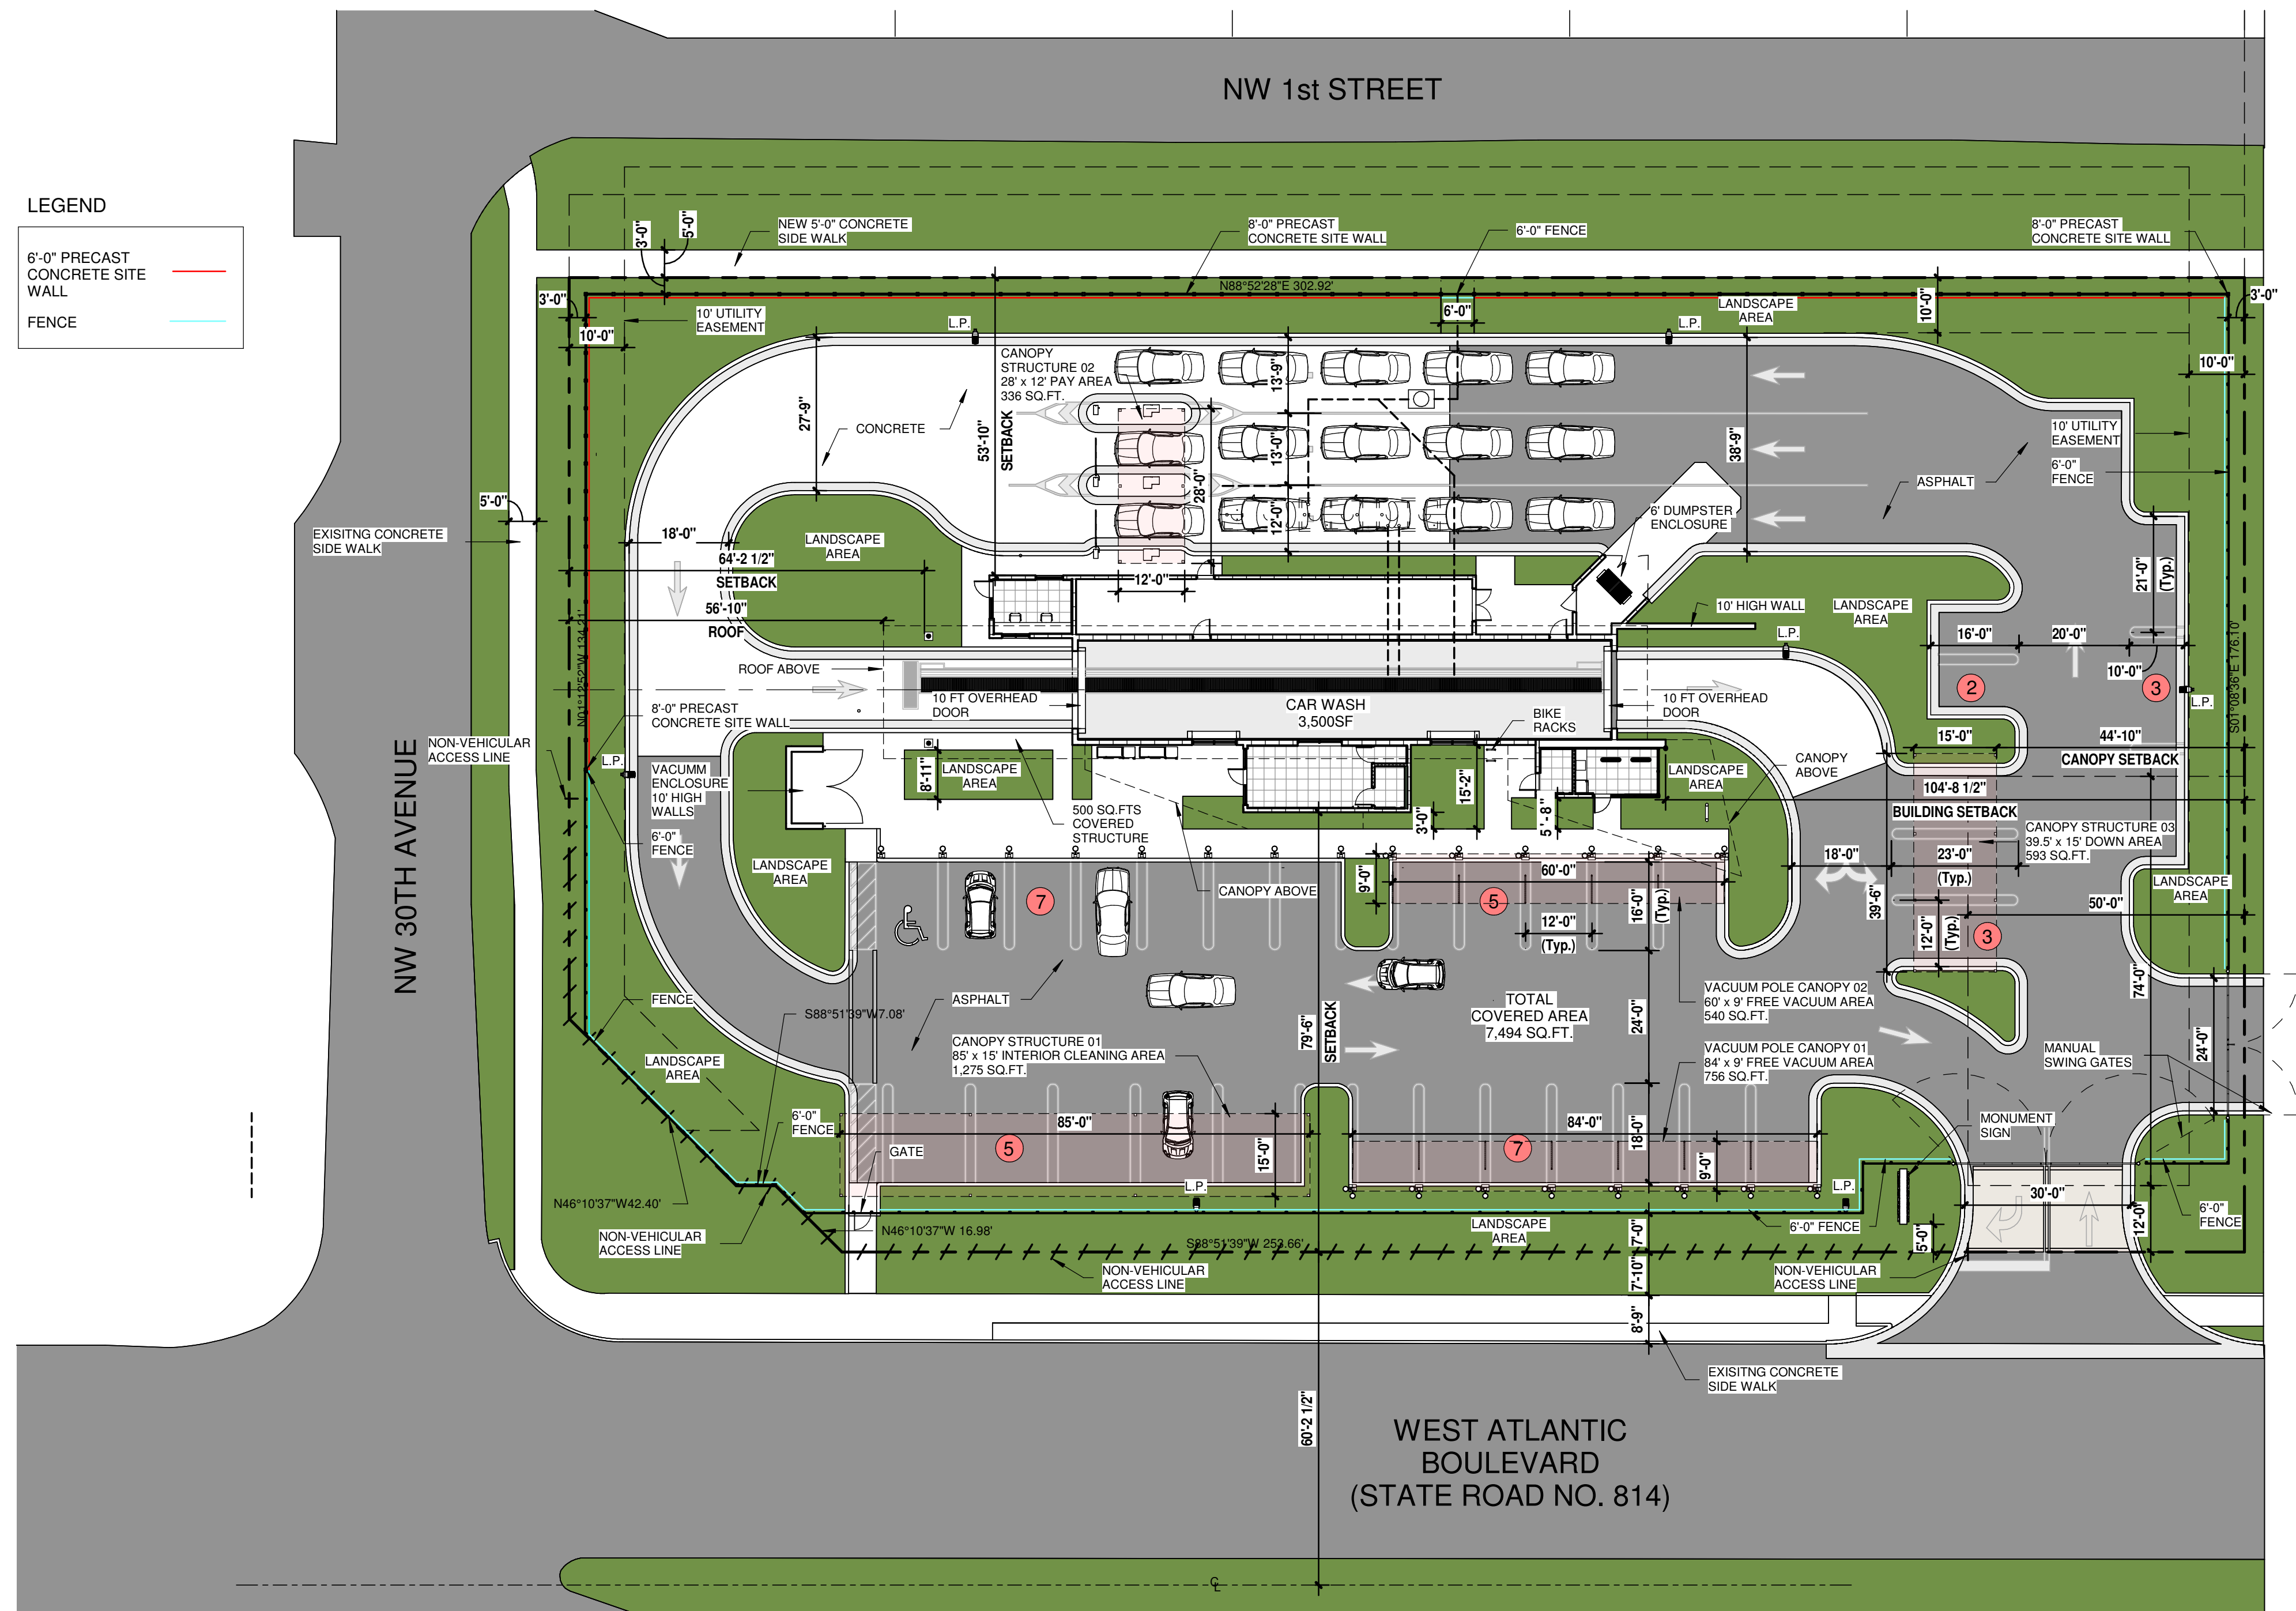 NW 1st STREET
LEGEND
6'-0" PRECAST
CONCRETE SITE
WALL
FENCE
3'-0"
5'-0"
NEW 5'-0" CONCRETE
SIDE WALK
8'-0" PRECAST
CONCRETE SITE WALL
6'-0" FENCE
8'-0" PRECAST
CONCRETE SITE WALL
3'-0"
N88°52'28"E 302.92'
3'-0"
10'-0"
10' UTILITY
EASEMENT
L.P.
6'-0"
L.P.
LANDSCAPE
AREA
10'-0"
10'-0"
CANOPY
STRUCTURE 02
28' x 12' PAY AREA
336 SQ.FT.
13'-9"
27'-9"
CONCRETE
53'-10"
SETBACK
13'-0"
38'-9"
10' UTILITY
EASEMENT
6'-0"
FENCE
ASPHALT
28'-0"
12'-0"
5'-0"
EXISITNG CONCRETE
SIDE WALK
6' DUMPSTER
ENCLOSURE
18'-0"
LANDSCAPE
AREA
64'-2 1/2"
SETBACK
12'-0"
21'-0"
(Typ.)
56'-10"
ROOF
10' HIGH WALL
LANDSCAPE
AREA
L.P.
16'-0"
20'-0"
10'-0"
N01°12'52"W 134.21'
S01°08'36"E 176.10'
ROOF ABOVE
2
3
10 FT OVERHEAD
DOOR
CAR WASH
3,500SF
10 FT OVERHEAD
DOOR
L.P.
8'-0" PRECAST
CONCRETE SITE WALL
BIKE
RACKS
NON-VEHICULAR
ACCESS LINE
15'-0"
44'-10"
CANOPY SETBACK
L.P.
VACUMM
ENCLOSURE
10' HIGH
WALLS
8'-11"
LANDSCAPE
AREA
15'-2"
LANDSCAPE
AREA
CANOPY
ABOVE
104'-8 1/2"
BUILDING SETBACK
500 SQ.FTS
COVERED
STRUCTURE
3'-0"
5'-8"
6'-0"
FENCE
CANOPY STRUCTURE 03
39.5' x 15' DOWN AREA
593 SQ.FT.
LANDSCAPE
AREA
18'-0"
23'-0"
(Typ.)
9'-0"
60'-0"
CANOPY ABOVE
7
5
39'-6"
LANDSCAPE
AREA
50'-0"
16'-0"
(Typ.)
12'-0"
(Typ.)
12'-0"
(Typ.)
3
NW 30TH AVENUE
74'-0"
FENCE
S88°51'39"W7.08'
ASPHALT
TOTAL
COVERED AREA
7,494 SQ.FT.
VACUUM POLE CANOPY 02
60' x 9' FREE VACUUM AREA
540 SQ.FT.
24'-0"
79'-6"
SETBACK
CANOPY STRUCTURE 01
85' x 15' INTERIOR CLEANING AREA
1,275 SQ.FT.
LANDSCAPE
AREA
VACUUM POLE CANOPY 01
84' x 9' FREE VACUUM AREA
756 SQ.FT.
MANUAL
SWING GATES
24'-0"
6'-0"
FENCE
85'-0"
84'-0"
18'-0"
MONUMENT
SIGN
GATE
5
7
15'-0"
9'-0"
L.P.
L.P.
30'-0"
N46°10'37"W42.40'
NON-VEHICULAR
ACCESS LINE
N46°10'37"W 16.98'
S88°51'39"W 253.66'
LANDSCAPE
AREA
7'-0"
6'-0" FENCE
5'-0"
12'-0"
6'-0"
FENCE
NON-VEHICULAR
ACCESS LINE
7'-10"
NON-VEHICULAR
ACCESS LINE
8'-9"
EXISITNG CONCRETE
SIDE WALK
60'-2 1/2"
WEST ATLANTIC
BOULEVARD
(STATE ROAD NO. 814)
CL